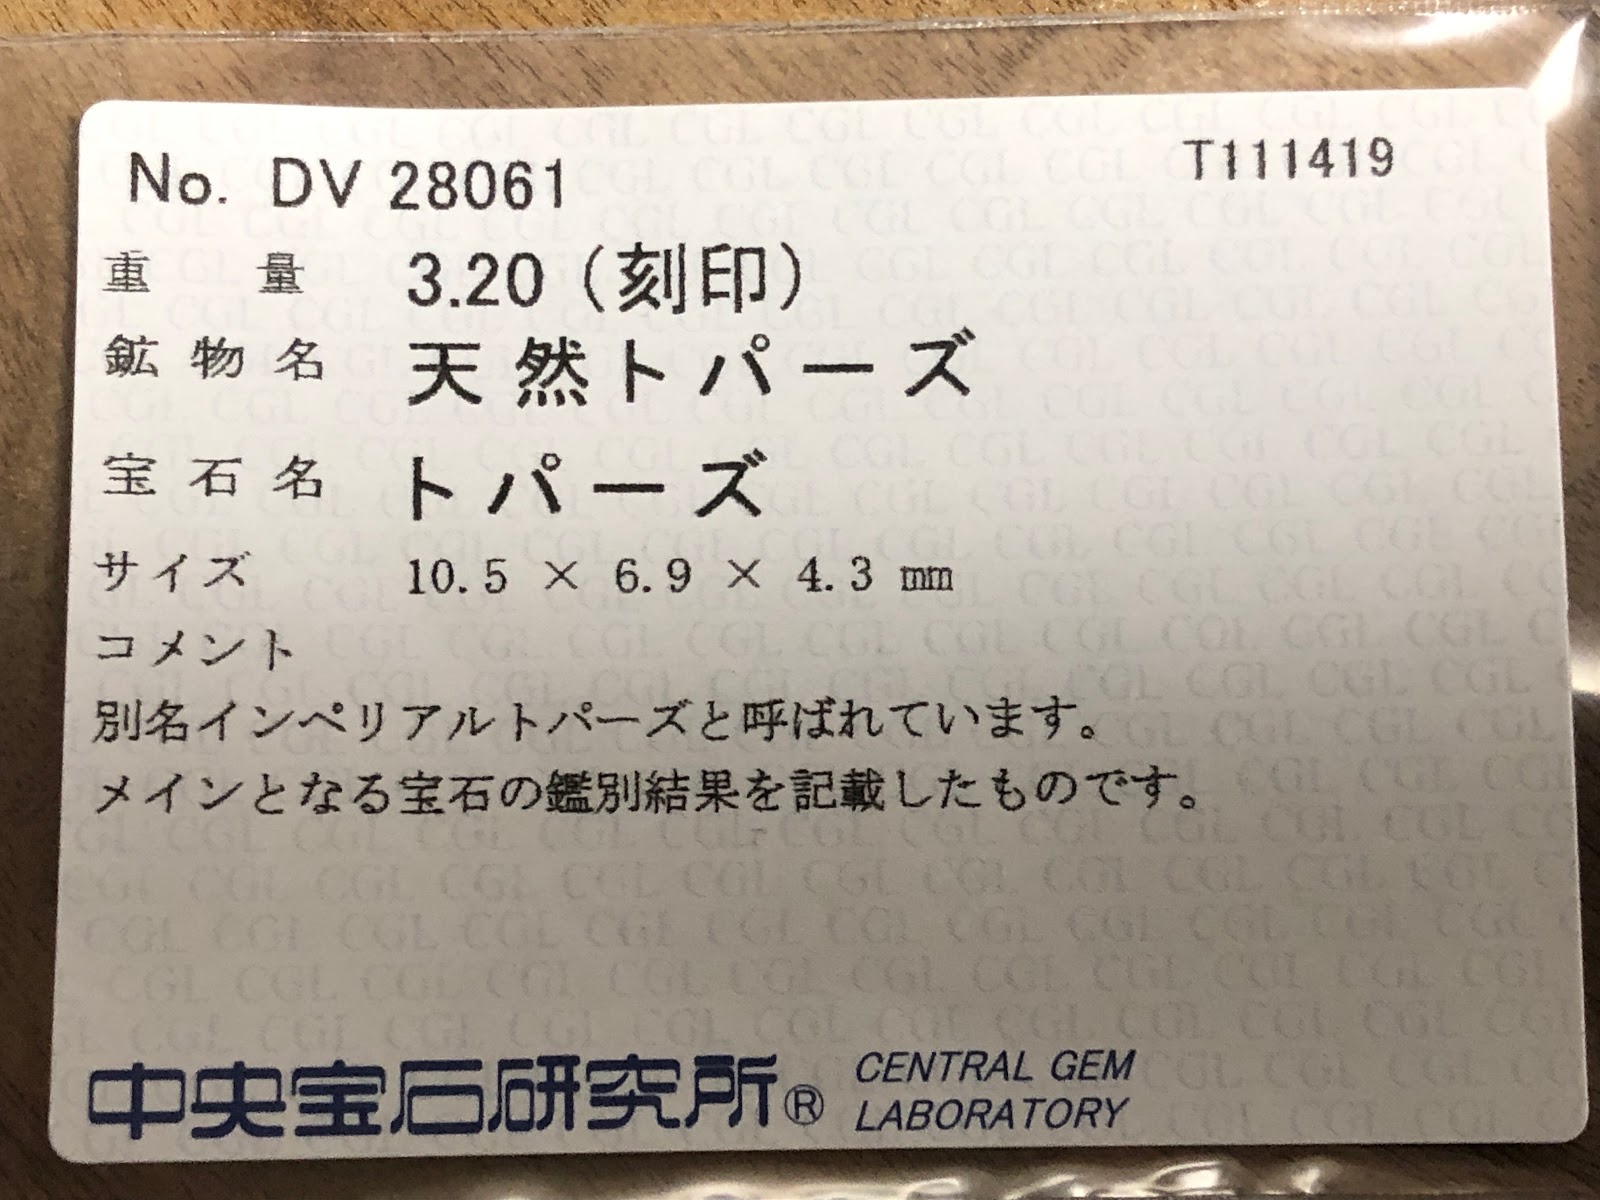 No. DV 28061 T111419
重量 3.20（刻印）
鉱物名 天然トパーズ
宝石名 トパーズ
サイズ 10.5 × 6.9 × 4.3 mm
コメント
別名インペリアルトパーズと呼ばれています。
メインとなる宝石の鑑別結果を記載したものです。
中央宝石研究所® CENTRAL GEM
LABORATORY